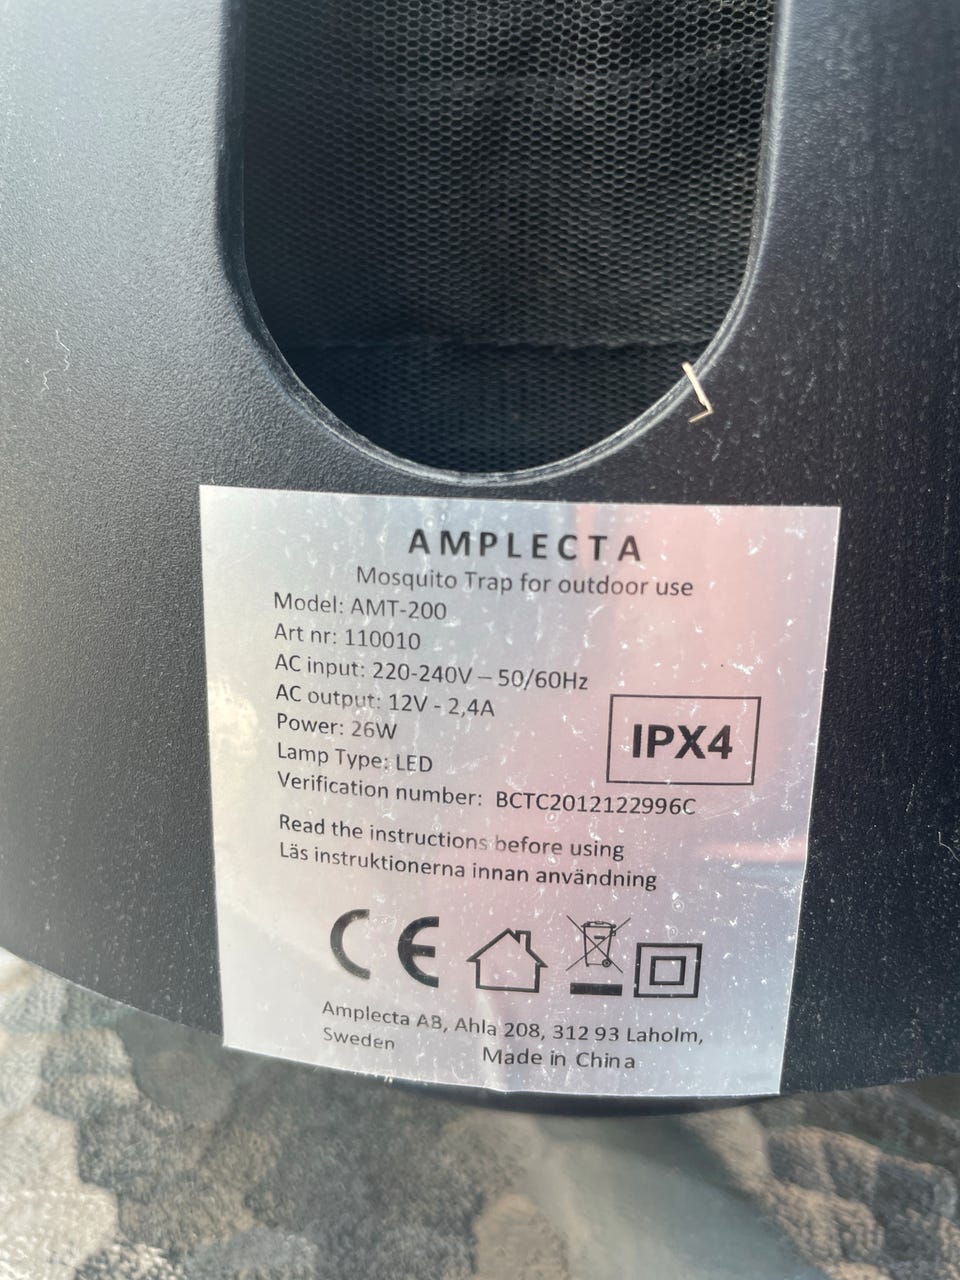 AMPLECTA
Mosquito Trap for outdoor use
Model: AMT-200
Art nr: 110010
AC input: 220-240V – 50/60Hz
AC output: 12V - 2,4A
Power: 26W
IPX4
Lamp Type: LED
Verification number: BCTC2012122996C
Read the instructions before using
Läs instruktionerna innan användning
CE
Amplecta AB, Ahla 208, 312 93 Laholm,
Sweden
Made in China